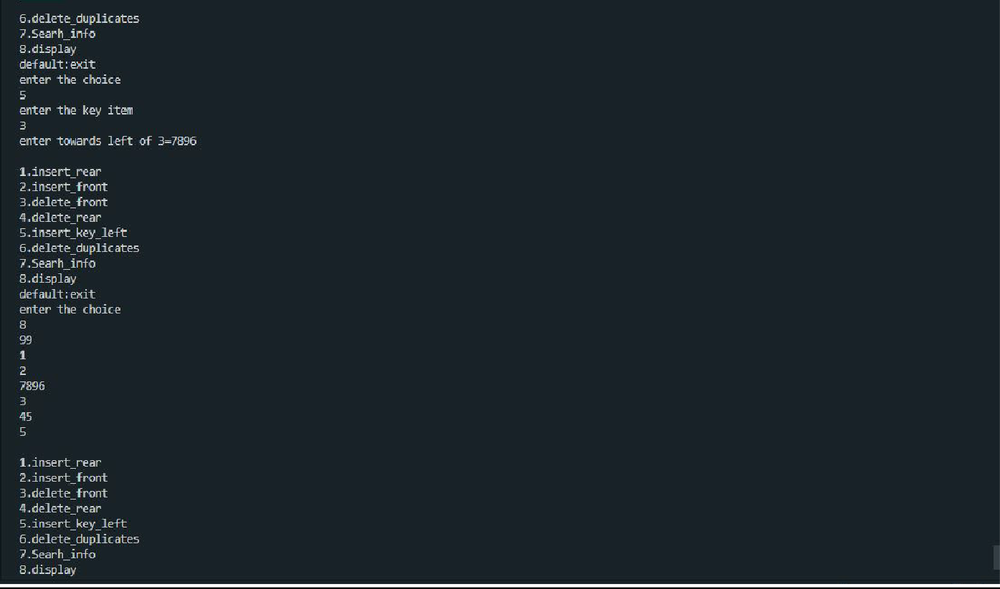 6.delete_duplicates
7.Searh_info
8.display
default:exit
enter the choice
5
enter the key item
3
enter towards left of 3=7896
1.insert_rear
2.insert_front
3.delete_front
4.delete_rear
5.insert_key_left
6.delete_duplicates
7.Searh_info
8.display
default:exit
enter the choice
8
99
1
2
7896
3
45
5
1.insert_rear
2.insert_front
3.delete_front
4.delete_rear
5.insert_key_left
6.delete_duplicates
7.Searh_info
8.display